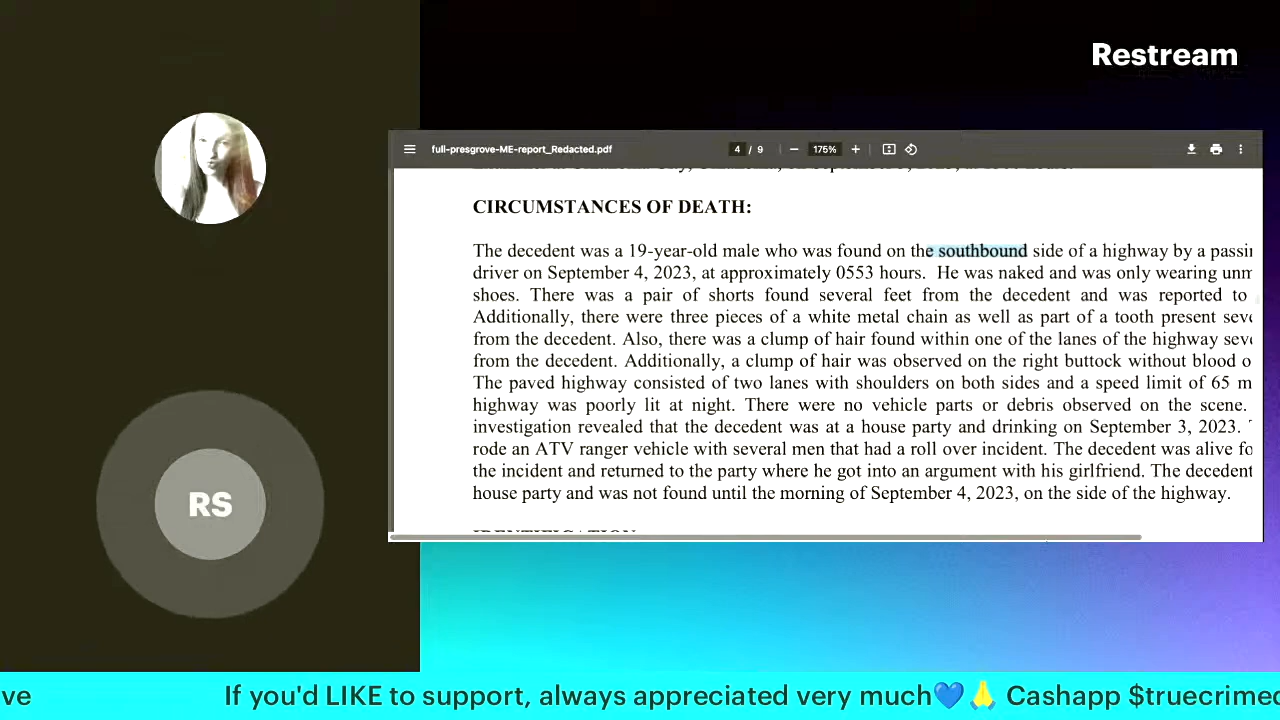 Restream
full-presgrove-ME-report_Redacted.pdf
4 / 9
175%
CIRCUMSTANCES OF DEATH:
The decedent was a 19-year-old male who was found on the southbound side of a highway by a passin
driver on September 4, 2023, at approximately 0553 hours. He was naked and was only wearing unm
shoes. There was a pair of shorts found several feet from the decedent and was reported to
Additionally, there were three pieces of a white metal chain as well as part of a tooth present seve
from the decedent. Also, there was a clump of hair found within one of the lanes of the highway seve
from the decedent. Additionally, a clump of hair was observed on the right buttock without blood o
The paved highway consisted of two lanes with shoulders on both sides and a speed limit of 65 m
highway was poorly lit at night. There were no vehicle parts or debris observed on the scene.
investigation revealed that the decedent was at a house party and drinking on September 3, 2023.
rode an ATV ranger vehicle with several men that had a roll over incident. The decedent was alive fo
the incident and returned to the party where he got into an argument with his girlfriend. The decedent
house party and was not found until the morning of September 4, 2023, on the side of the highway.
RS
ve If you'd LIKE to support, always appreciated very much💙🙏 Cashapp $truecrimec